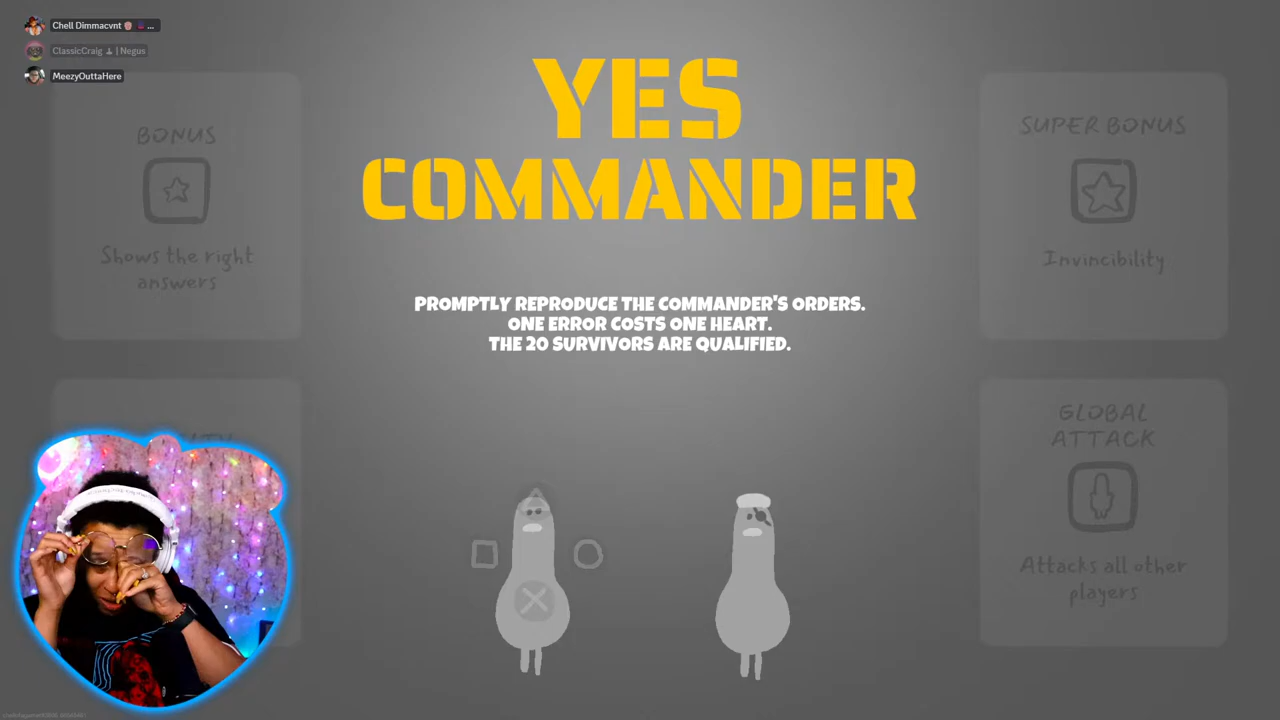 Chell Dimmacvnt ...
ClassicCraig | Negus
MeezyOuttaHere
YES
COMMANDER
BONUS
Shows the right
answers
SUPER BONUS
Invincibility
PROMPTLY REPRODUCE THE COMMANDER'S ORDERS.
ONE ERROR COSTS ONE HEART.
THE 20 SURVIVORS ARE QUALIFIED.
GLOBAL
ATTACK
Attacks all other
players